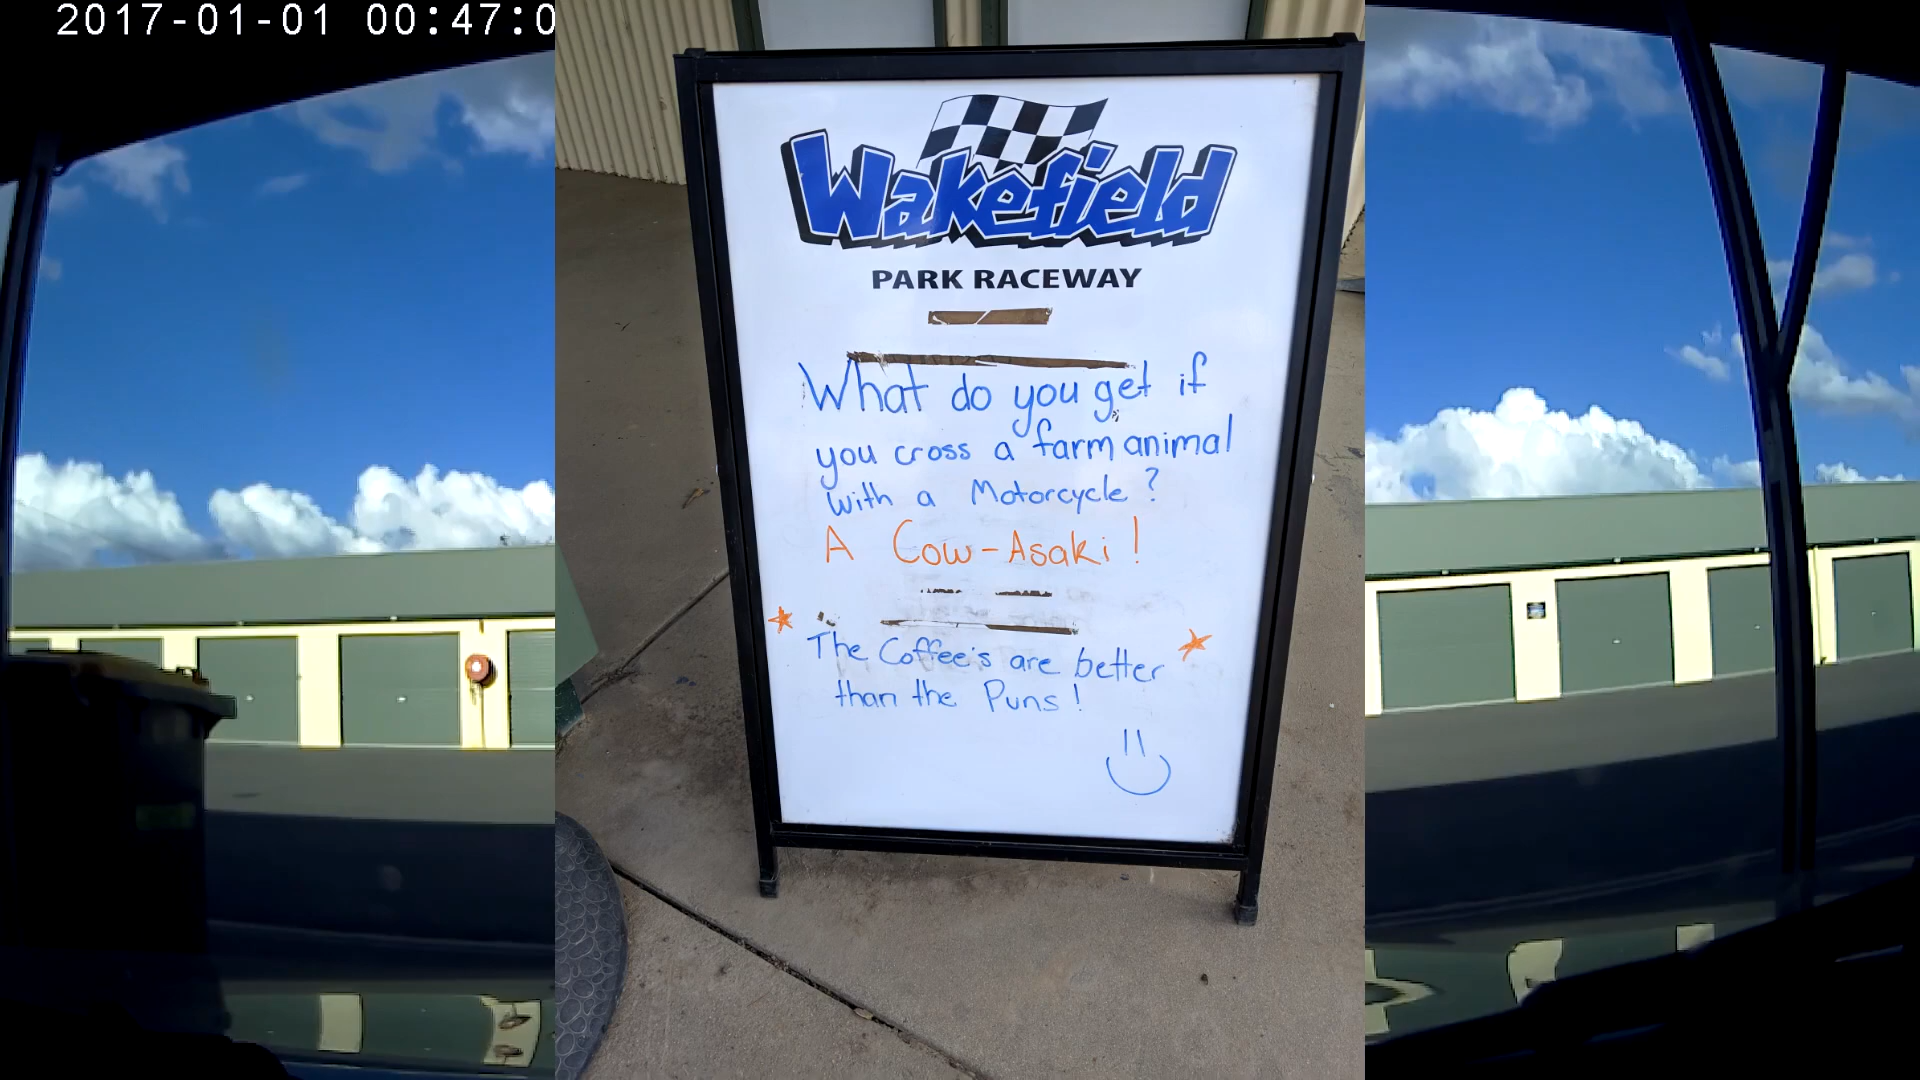 2017-01-01 00:47:0
Wakefield
PARK RACEWAY
What do you get if
you cross a farm animal
with a Motorcycle?
A Cow-Asaki!
The Coffee's are better
than the Puns!